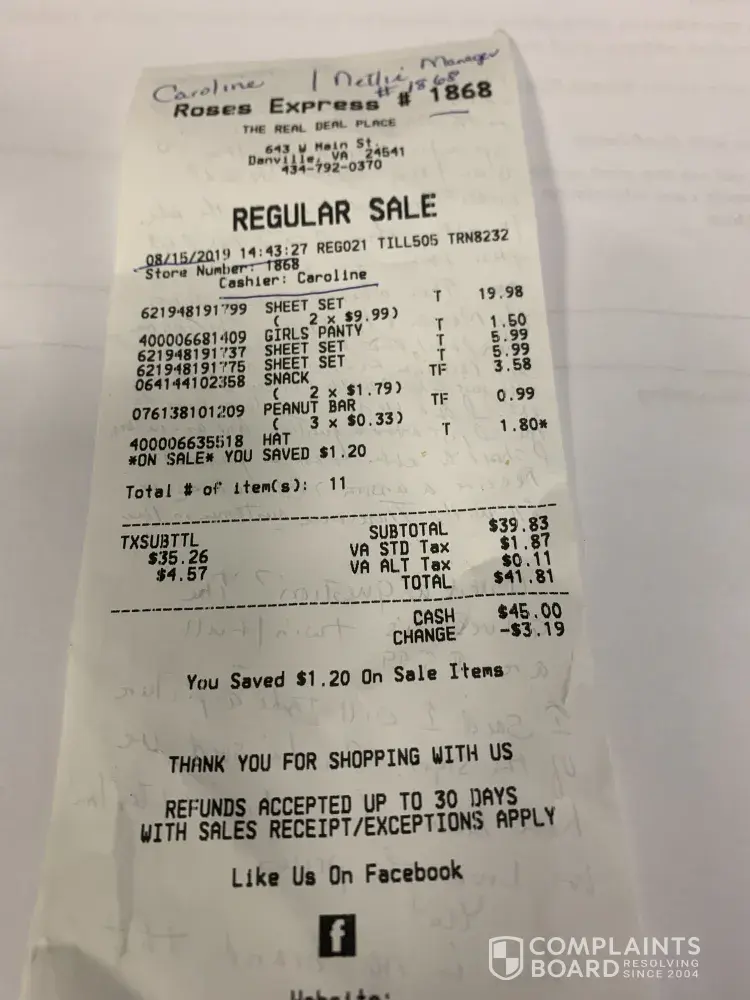 Caroline | Nettie Manager
# 1868
Roses Express # 1868
THE REAL DEAL PLACE
643 W Main St.
Danville, VA 24541
434-792-0370
REGULAR SALE
08/15/2019 14:43:27 REG021 TILL505 TRN8232
Store Number: 1868
Cashier: Caroline
621948191799 SHEET SET T 19.98
( 2 x $9.99)
400006681409 GIRLS PANTY T 1.50
621948191737 SHEET SET T 5.99
621948191775 SHEET SET T 5.99
064144102358 SNACK TF 3.58
( 2 x $1.79)
076138101209 PEANUT BAR TF 0.99
( 3 x $0.33)
400006635518 HAT T 1.80*
*ON SALE* YOU SAVED $1.20
Total # of item(s): 11
TXSUBTTL SUBTOTAL $39.83
$35.26 VA STD Tax $1.87
$4.57 VA ALT Tax $0.11
TOTAL $41.81
CASH $45.00
CHANGE -$3.19
You Saved $1.20 On Sale Items
THANK YOU FOR SHOPPING WITH US
REFUNDS ACCEPTED UP TO 30 DAYS
WITH SALES RECEIPT/EXCEPTIONS APPLY
Like Us On Facebook
f
Website:
COMPLAINTS
BOARD RESOLVING SINCE 2004